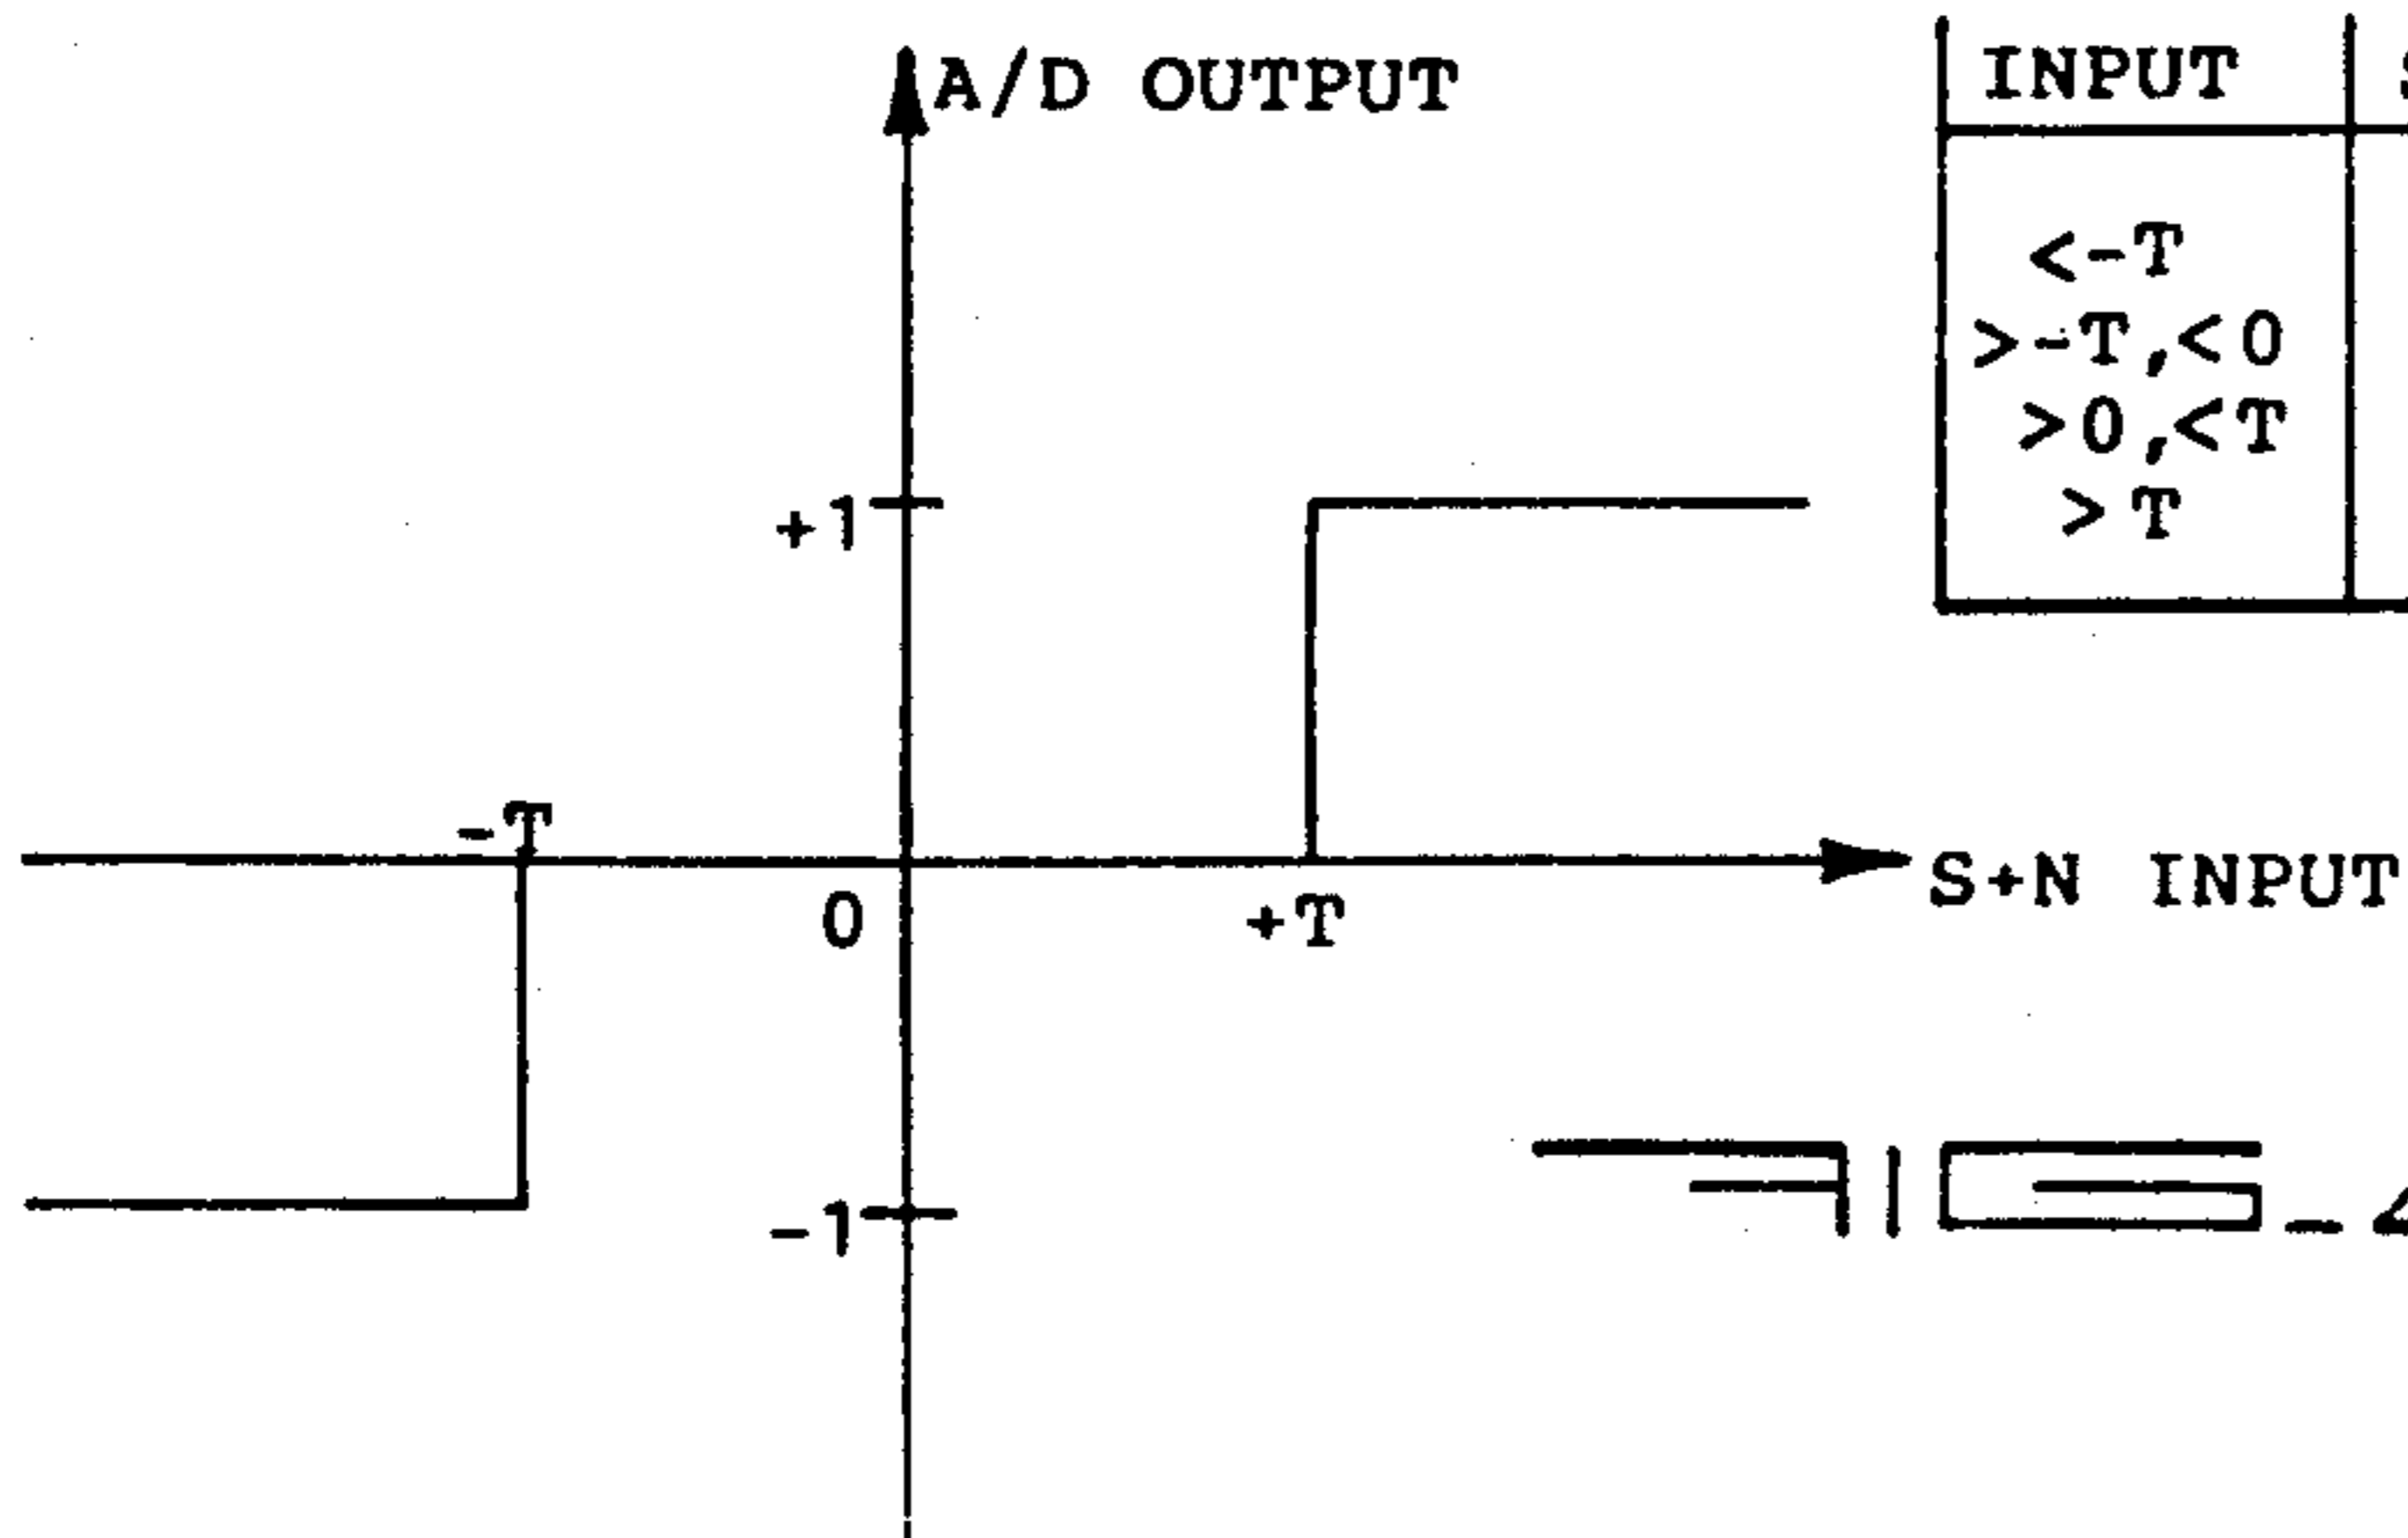 A/D OUTPUT
INPUT
<-T
>-T,<0
>0,<T
>T
+1
-T
0
+T
S+N INPUT
-1